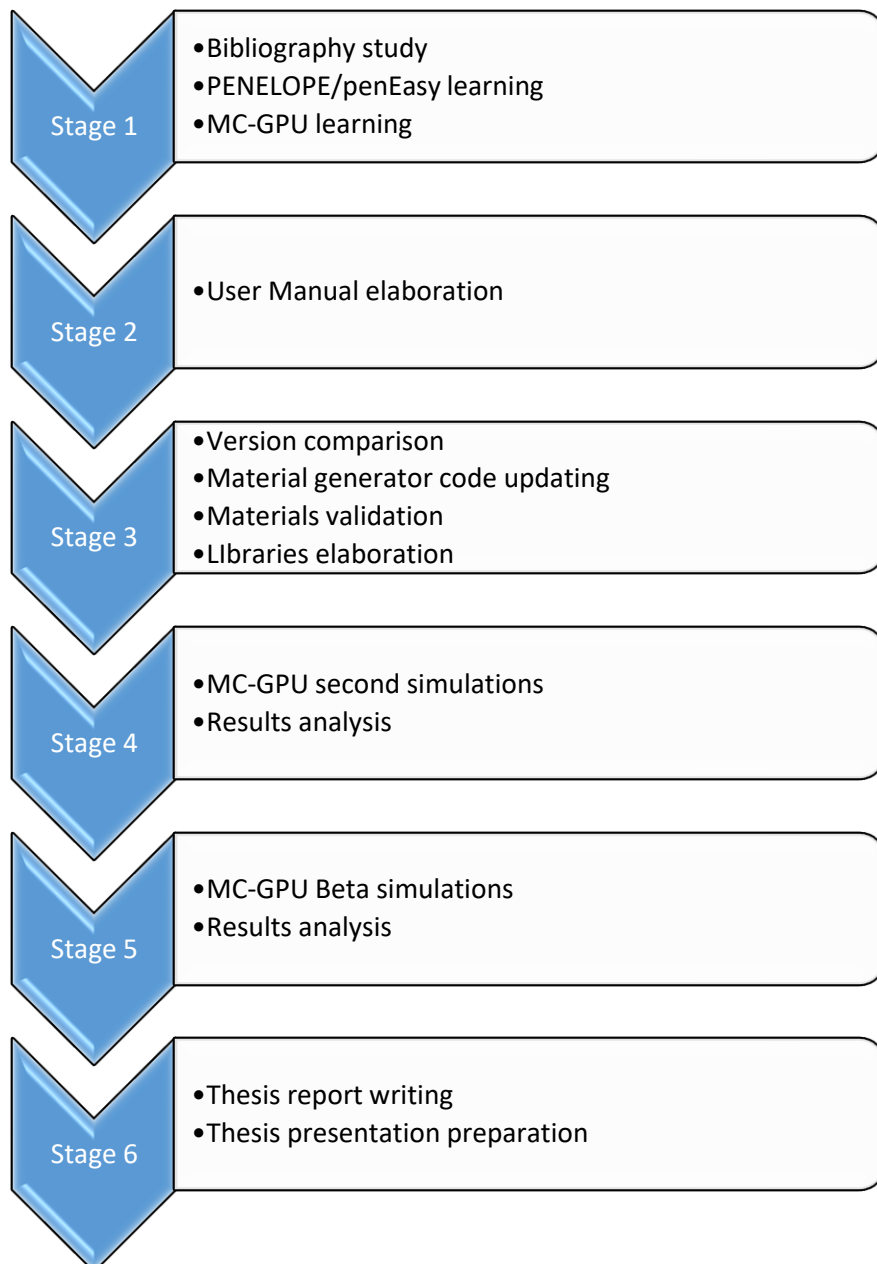 Stage 1
•Bibliography study
•PENELOPE/penEasy learning
•MC-GPU learning
Stage 2
•User Manual elaboration
Stage 3
•Version comparison
•Material generator code updating
•Materials validation
•LIbraries elaboration
Stage 4
•MC-GPU second simulations
•Results analysis
Stage 5
•MC-GPU Beta simulations
•Results analysis
Stage 6
•Thesis report writing
•Thesis presentation preparation